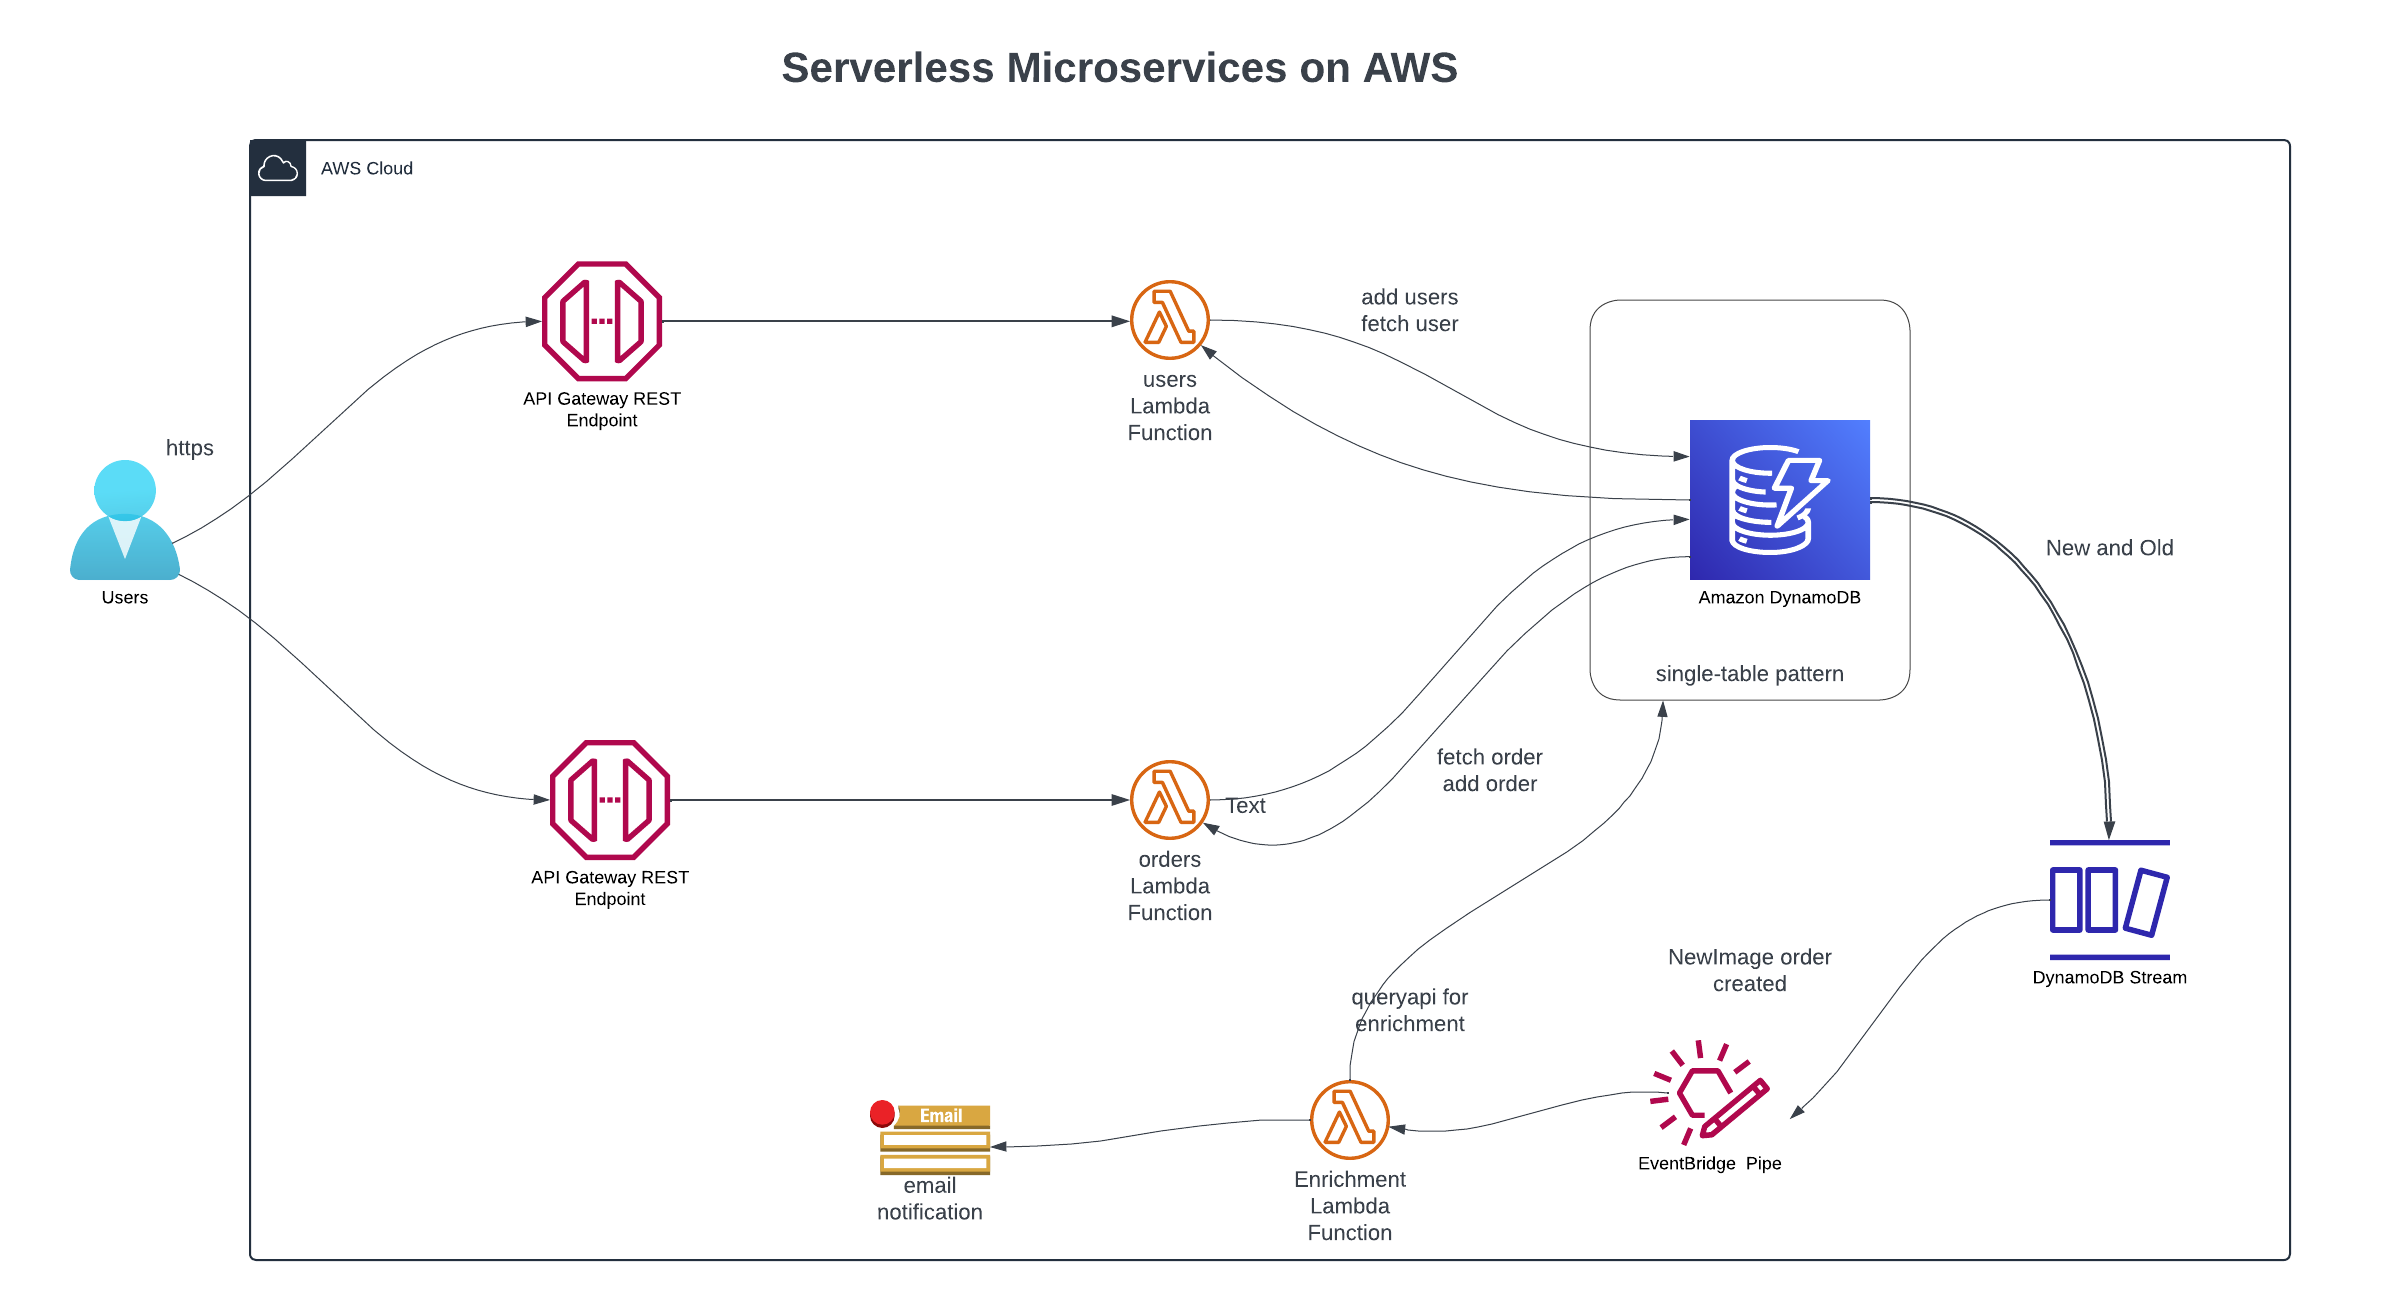 Serverless Microservices on AWS
AWS Cloud
add users
fetch user
API Gateway REST
Endpoint
users
Lambda
Function
https
Users
New and Old
Amazon DynamoDB
single-table pattern
fetch order
add order
Text
API Gateway REST
Endpoint
orders
Lambda
Function
NewImage order
created
DynamoDB Stream
queryapi for
enrichment
Email
email
notification
EventBridge  Pipe
Enrichment
Lambda
Function